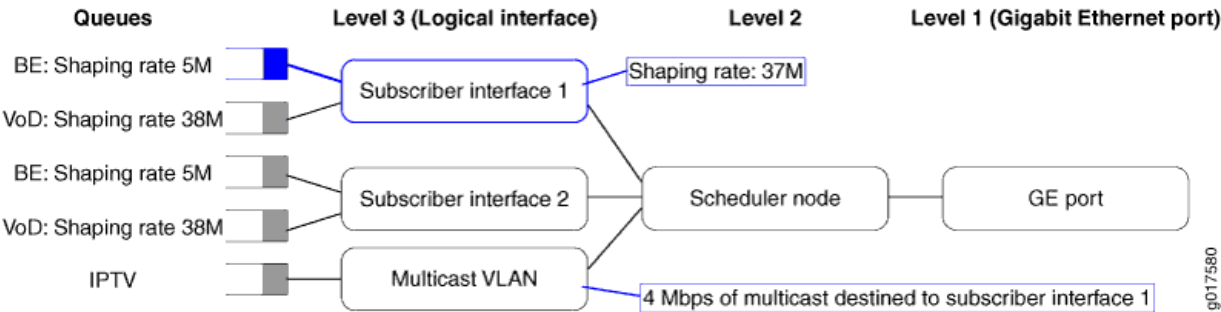 Queues
Level 3 (Logical interface)
Level 2
Level 1 (Gigabit Ethernet port)
BE: Shaping rate 5M
Subscriber interface 1
Shaping rate: 37M
VoD: Shaping rate 38M
BE: Shaping rate 5M
Subscriber interface 2
Scheduler node
GE port
VoD: Shaping rate 38M
IPTV
Multicast VLAN
4 Mbps of multicast destined to subscriber interface 1
g017580